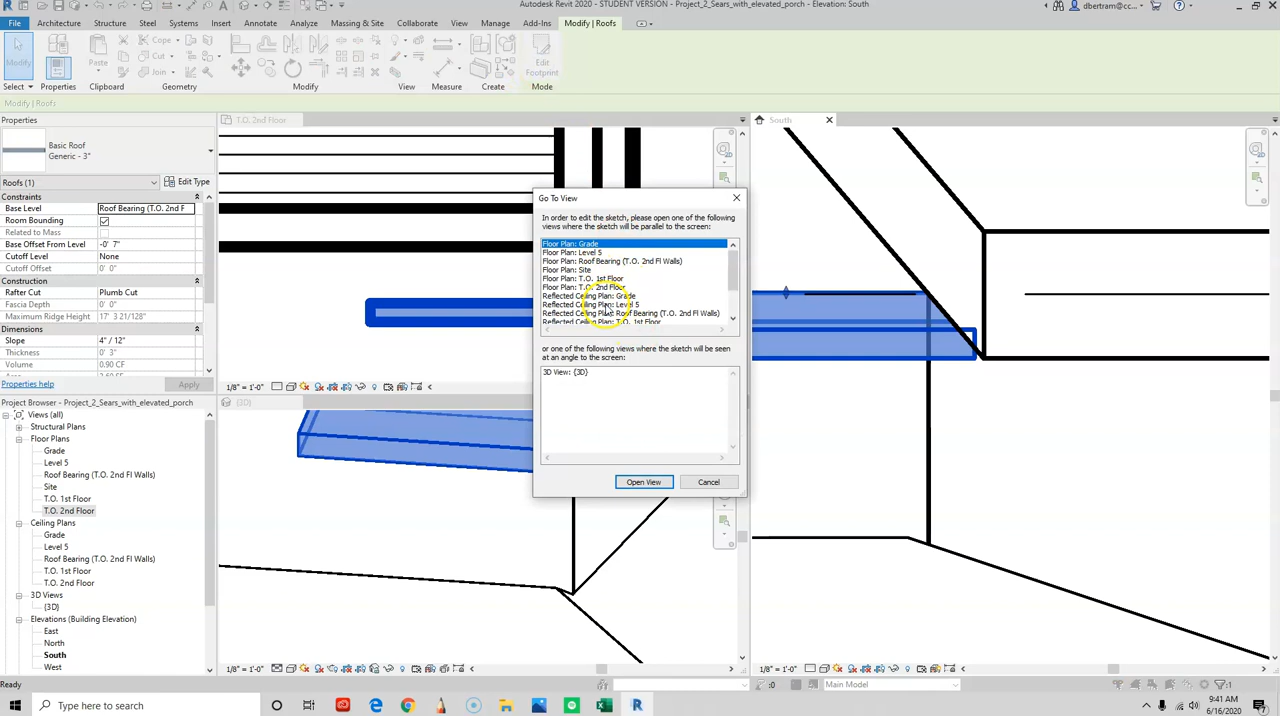 Autodesk Revit 2020 - STUDENT VERSION - Project_2_Sears_with_elevated_porch - Elevation: South
dbertram@cc...
File Architecture Structure Steel Systems Insert Annotate Analyze Massing & Site Collaborate View Manage Add-Ins Modify | Roofs
Modify
Properties
Paste
Cope
Cut
Join
Edit
Footprint
Select Properties Clipboard Geometry Modify View Measure Create Mode
Modify | Roofs
Properties
T.O. 2nd Floor
South
Basic Roof
Generic - 3"
Roofs (1)
Edit Type
Constraints
Base Level Roof Bearing (T.O. 2nd F
Room Bounding
Related to Mass
Base Offset From Level -0' 7"
Cutoff Level None
Cutoff Offset 0' 0"
Construction
Rafter Cut Plumb Cut
Fascia Depth 0' 0"
Maximum Ridge Height 17' 3 21/128"
Dimensions
Slope 4" / 12"
Thickness 0' 3"
Volume 0.90 CF
Properties help
Apply
Project Browser - Project_2_Sears_with_elevated_porch
Views (all)
Structural Plans
Floor Plans
Grade
Level 5
Roof Bearing (T.O. 2nd Fl Walls)
Site
T.O. 1st Floor
T.O. 2nd Floor
Ceiling Plans
Grade
Level 5
Roof Bearing (T.O. 2nd Fl Walls)
T.O. 1st Floor
T.O. 2nd Floor
3D Views
{3D}
Elevations (Building Elevation)
East
North
South
West
1/8" = 1'-0"
{3D}
1/8" = 1'-0"
1/8" = 1'-0"
Go To View
In order to edit the sketch, please open one of the following
views where the sketch will be parallel to the screen:
Floor Plan: Grade
Floor Plan: Level 5
Floor Plan: Roof Bearing (T.O. 2nd Fl Walls)
Floor Plan: Site
Floor Plan: T.O. 1st Floor
Floor Plan: T.O. 2nd Floor
Reflected Ceiling Plan: Grade
Reflected Ceiling Plan: Level 5
Reflected Ceiling Plan: Roof Bearing (T.O. 2nd Fl Walls)
Reflected Ceiling Plan: T.O. 1st Floor
or one of the following views where the sketch will be seen
at an angle to the screen:
3D View: {3D}
Open View
Cancel
Ready
:0
Main Model
:1
Type here to search
9:41 AM
6/16/2020